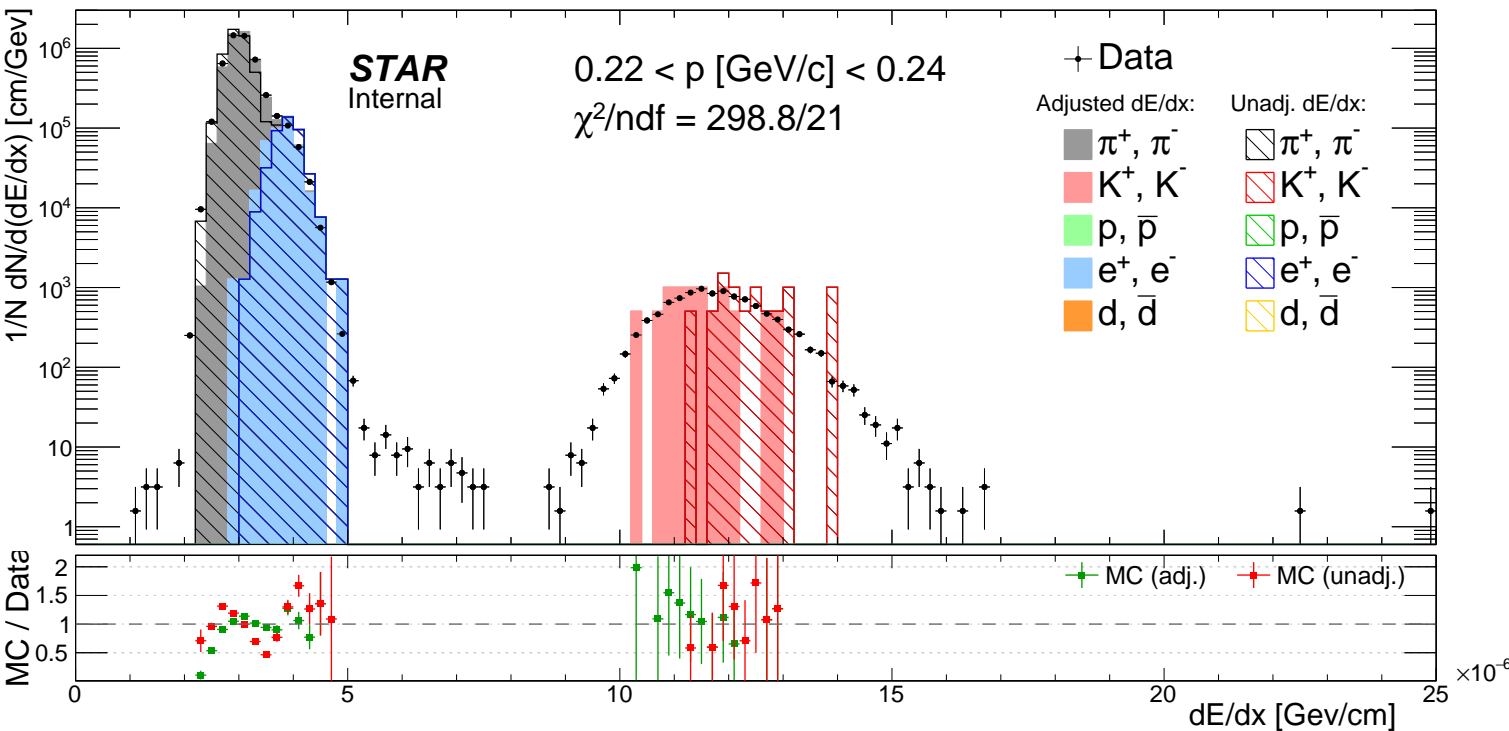 1/N dN/d(dE/dx) [cm/Gev]
10⁶
10⁵
10⁴
10³
10²
10
1
STAR
Internal
0.22 < p [GeV/c] < 0.24
χ²/ndf = 298.8/21
Data
Adjusted dE/dx: Unadj. dE/dx:
π⁺, π⁻ π⁺, π⁻
K⁺, K⁻ K⁺, K⁻
p, p̅ p, p̅
e⁺, e⁻ e⁺, e⁻
d, d̅ d, d̅
MC / Data
2
1.5
1
0.5
MC (adj.) MC (unadj.)
0 5 10 15 20 25
×10⁻⁶
dE/dx [Gev/cm]